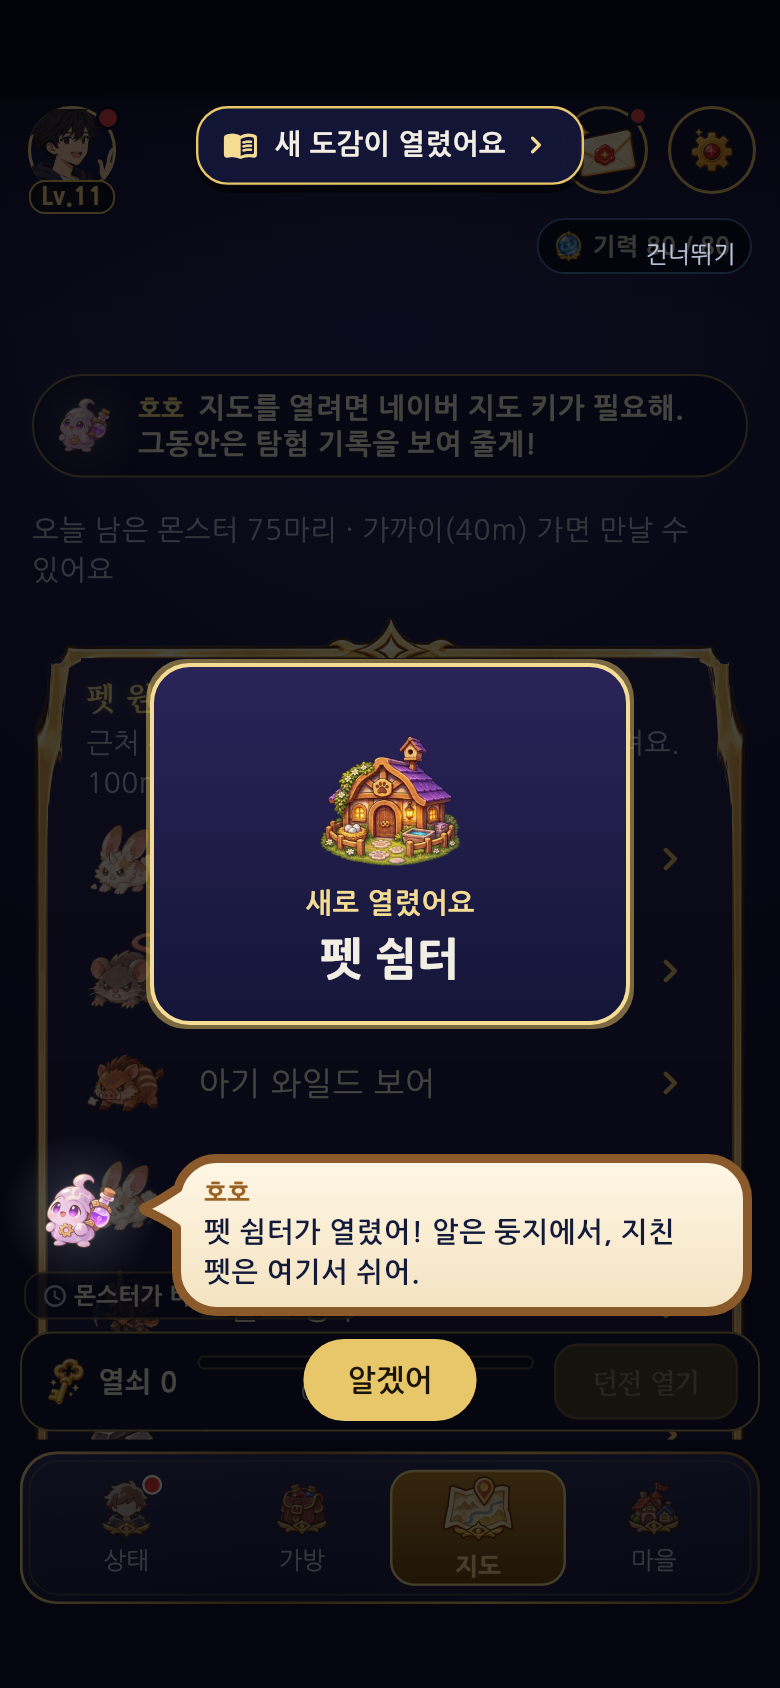 새 도감이 열렸어요
Lv.11
기력 80 / 80
건너뛰기
호호 지도를 열려면 네이버 지도 키가 필요해.
그동안은 탐험 기록을 보여 줄게!
오늘 남은 몬스터 75마리 · 가까이(40m) 가면 만날 수
있어요
펫
근처
요.
새로 열렸어요
펫 쉼터
아기 와일드 보어
호호
펫 쉼터가 열렸어! 알은 둥지에서, 지친
펫은 여기서 쉬어.
몬스터가
열쇠 0
알겠어
던전 열기
상태
가방
지도
마을